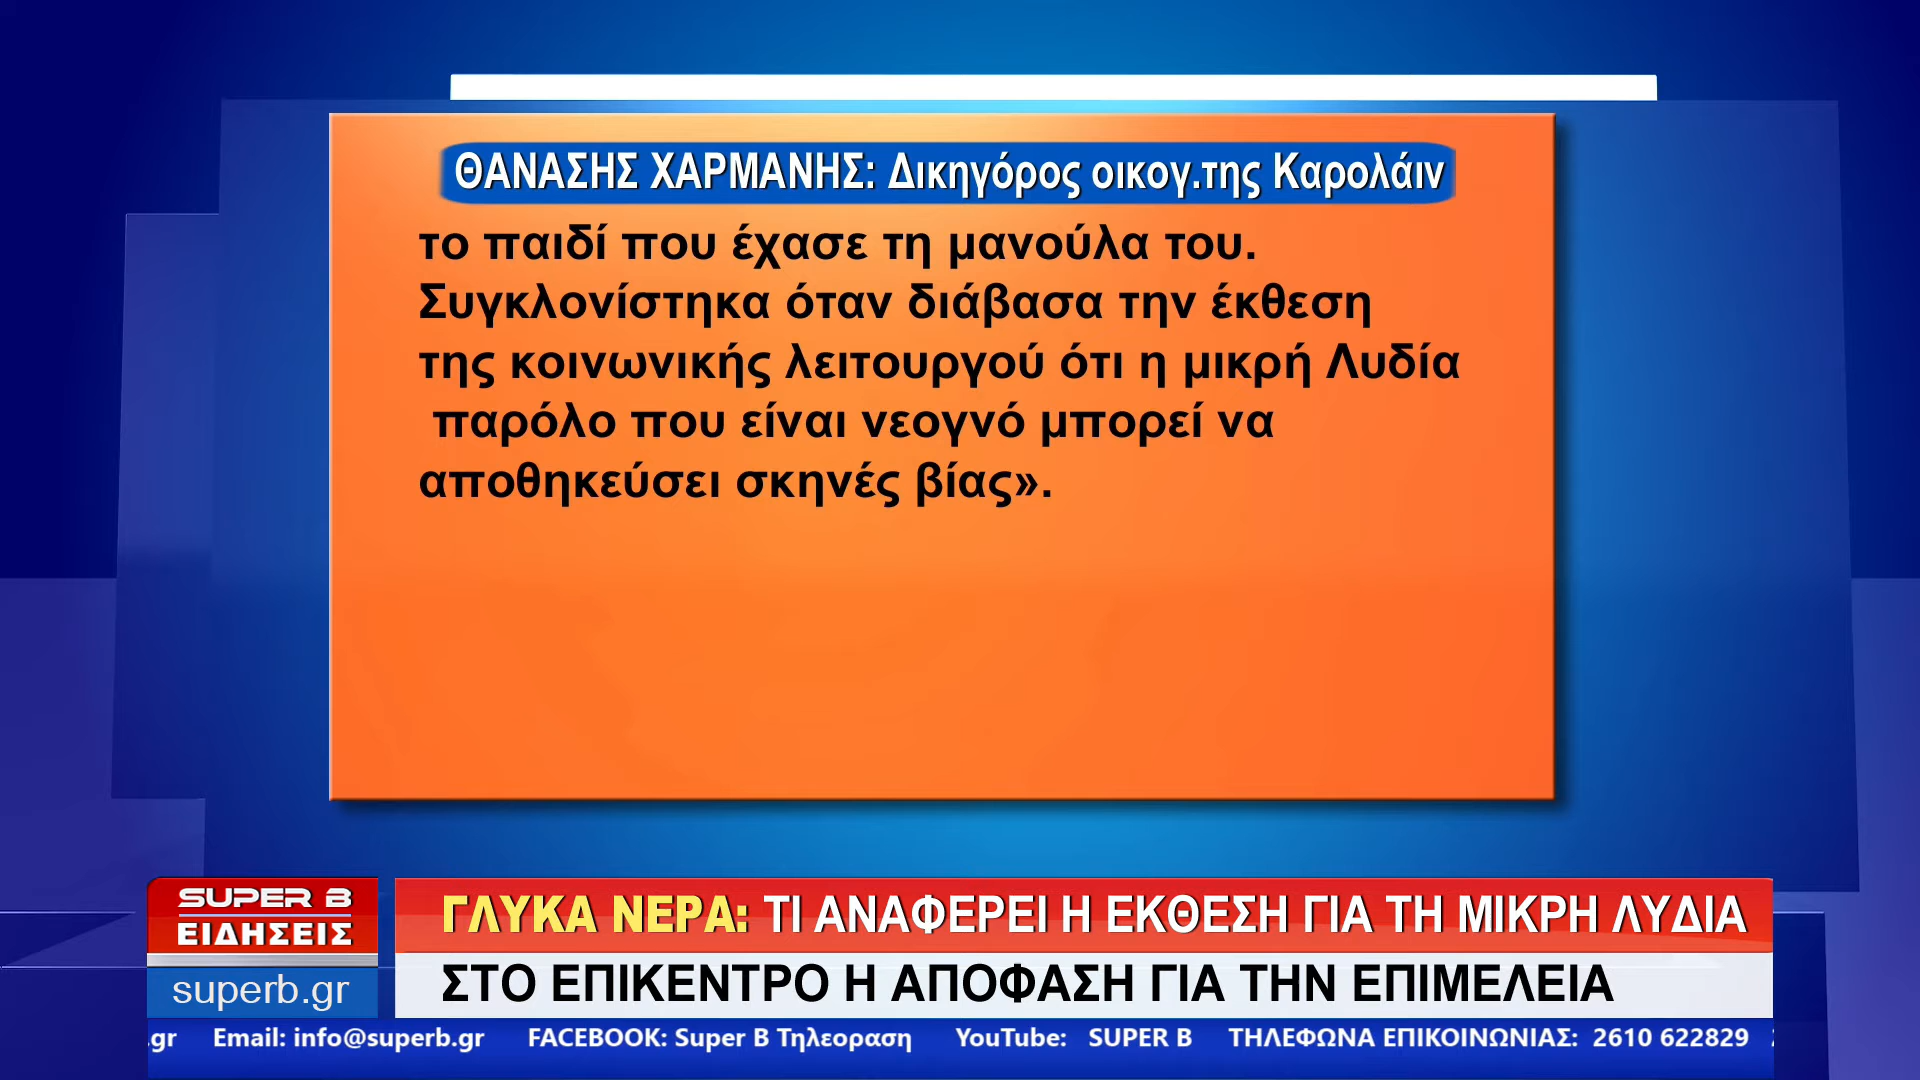 ΘΑΝΑΣΗΣ ΧΑΡΜΑΝΗΣ: Δικηγόρος οικογ.της Καρολάιν
το παιδί που έχασε τη μανούλα του.
Συγκλονίστηκα όταν διάβασα την έκθεση
της κοινωνικής λειτουργού ότι η μικρή Λυδία
παρόλο που είναι νεογνό μπορεί να
αποθηκεύσει σκηνές βίας».
SUPER B
ΕΙΔΗΣΕΙΣ
superb.gr
ΓΛΥΚΑ ΝΕΡΑ: ΤΙ ΑΝΑΦΕΡΕΙ Η ΕΚΘΕΣΗ ΓΙΑ ΤΗ ΜΙΚΡΗ ΛΥΔΙΑ
ΣΤΟ ΕΠΙΚΕΝΤΡΟ Η ΑΠΟΦΑΣΗ ΓΙΑ ΤΗΝ ΕΠΙΜΕΛΕΙΑ
.gr Email: info@superb.gr FACEBOOK: Super B Τηλεοραση YouTube: SUPER B ΤΗΛΕΦΩΝΑ ΕΠΙΚΟΙΝΩΝΙΑΣ: 2610 622829